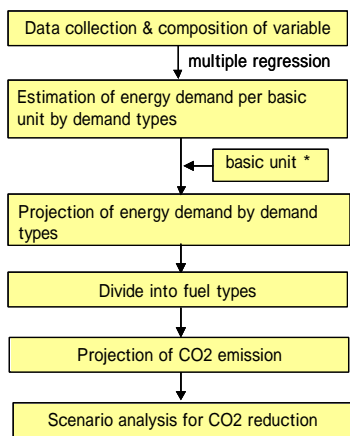 Data collection & composition of variable
multiple regression
Estimation of energy demand per basic
unit by demand types
basic unit *
Projection of energy demand by demand
types
Divide into fuel types
Projection of CO2 emission
Scenario analysis for CO2 reduction